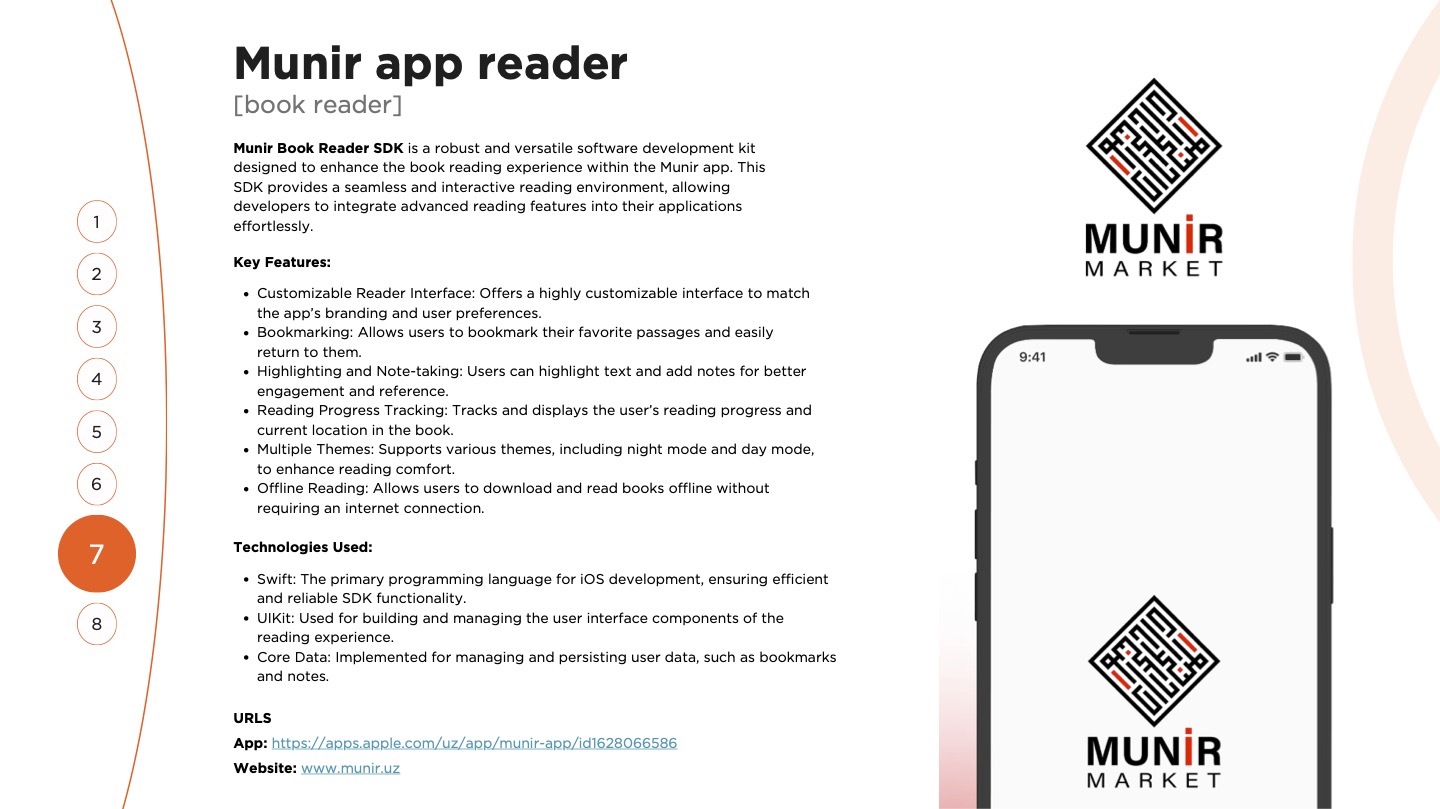 Munir app reader
[book reader]
Munir Book Reader SDK is a robust and versatile software development kit
designed to enhance the book reading experience within the Munir app. This
SDK provides a seamless and interactive reading environment, allowing
developers to integrate advanced reading features into their applications
effortlessly.
Key Features:
• Customizable Reader Interface: Offers a highly customizable interface to match
the app's branding and user preferences.
• Bookmarking: Allows users to bookmark their favorite passages and easily
return to them.
• Highlighting and Note-taking: Users can highlight text and add notes for better
engagement and reference.
• Reading Progress Tracking: Tracks and displays the user's reading progress and
current location in the book.
• Multiple Themes: Supports various themes, including night mode and day mode,
to enhance reading comfort.
• Offline Reading: Allows users to download and read books offline without
requiring an internet connection.
Technologies Used:
• Swift: The primary programming language for iOS development, ensuring efficient
and reliable SDK functionality.
• UIKit: Used for building and managing the user interface components of the
reading experience.
• Core Data: Implemented for managing and persisting user data, such as bookmarks
and notes.
URLS
App: https://apps.apple.com/uz/app/munir-app/id1628066586
Website: www.munir.uz
1
2
3
4
5
6
7
8
MUNiR
MARKET
9:41
MUNiR
MARKET